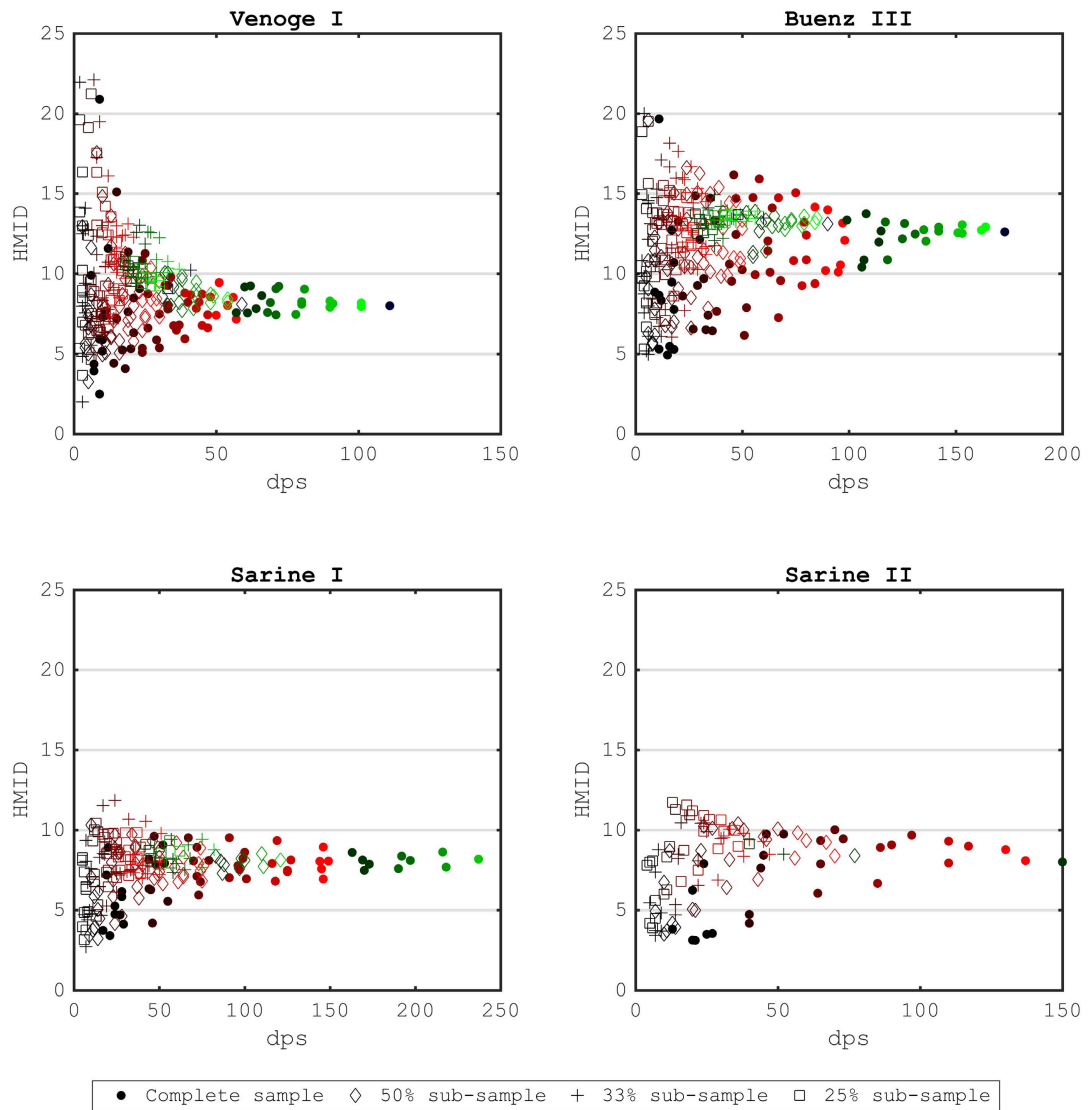 Venoge I
25
20
15
10
5
0
HMID
0 50 100 150
dps
Buenz III
25
20
15
10
5
0
HMID
0 50 100 150 200
dps
Sarine I
25
20
15
10
5
0
HMID
0 50 100 150 200 250
dps
Sarine II
25
20
15
10
5
0
HMID
0 50 100 150
dps
Complete sample 50% sub-sample 33% sub-sample 25% sub-sample